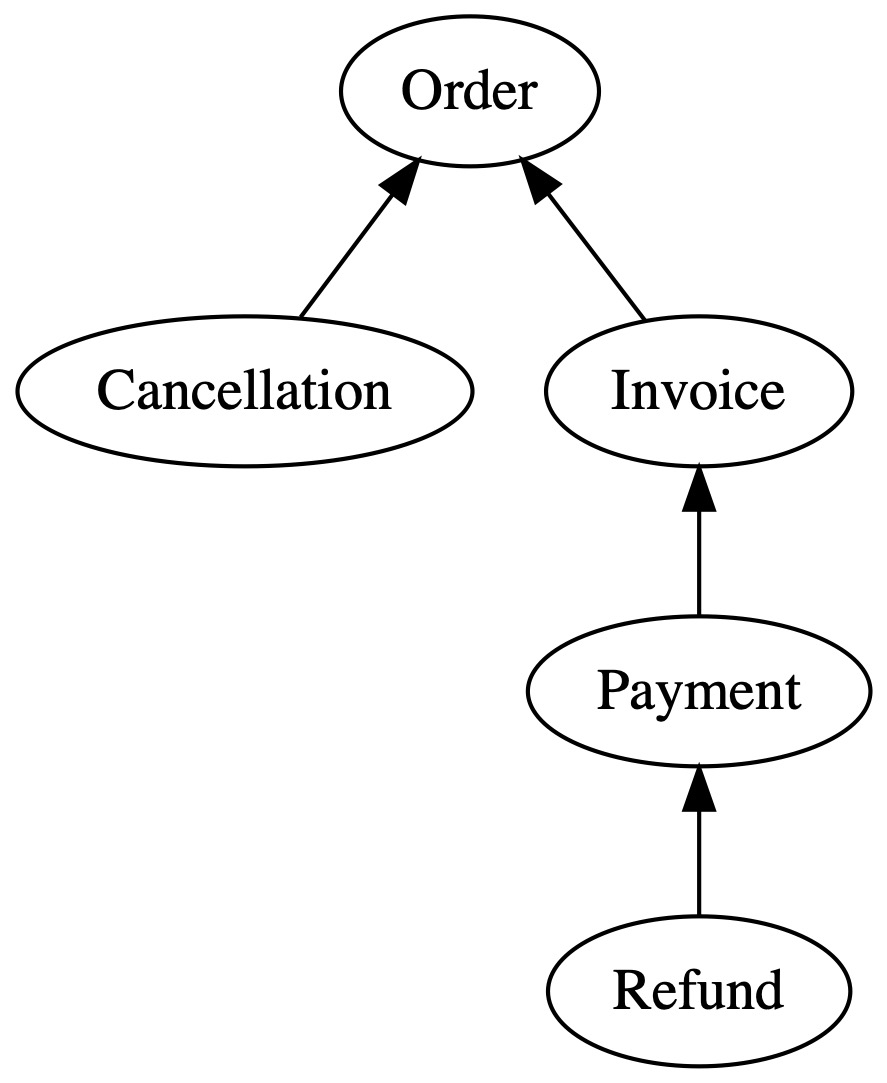 Order
Cancellation
Invoice
Payment
Refund